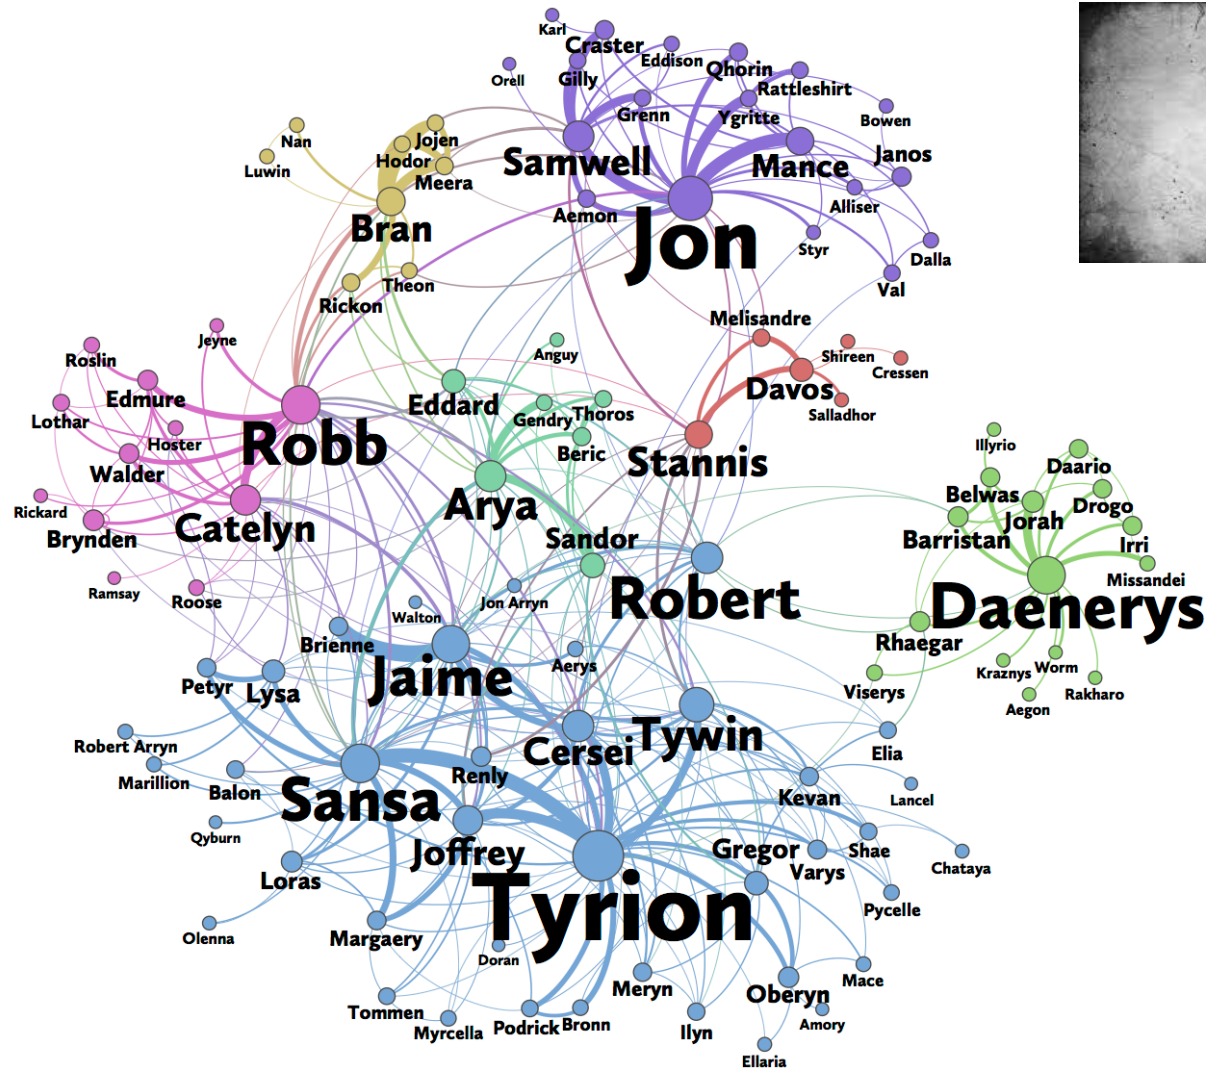 Karl
Craster
Eddison
Qhorin
Orell
Gilly
Rattleshirt
Grenn
Ygritte
Bowen
Nan
Jojen
Hodor
Luwin
Meera
Samwell
Mance
Janos
Aemon
Alliser
Bran
Jon
Styr
Dalla
Theon
Rickon
Val
Melisandre
Jeyne
Anguy
Shireen
Roslin
Cressen
Edmure
Eddard
Davos
Gendry
Thoros
Salladhor
Lothar
Hoster
Robb
Beric
Stannis
Illyrio
Walder
Daario
Arya
Belwas
Drogo
Rickard
Catelyn
Jorah
Brynden
Sandor
Barristan
Irri
Ramsay
Roose
Jon Arryn
Robert
Missandei
Daenerys
Walton
Brienne
Rhaegar
Aerys
Jaime
Petyr
Lysa
Kraznys
Worm
Viserys
Rakharo
Aegon
Robert Arryn
Cersei
Tywin
Elia
Marillion
Renly
Balon
Sansa
Kevan
Lancel
Qyburn
Joffrey
Gregor
Shae
Varys
Chataya
Loras
Tyrion
Pycelle
Olenna
Margaery
Doran
Mace
Meryn
Oberyn
Tommen
Myrcella
Podrick
Bronn
Ilyn
Amory
Ellaria